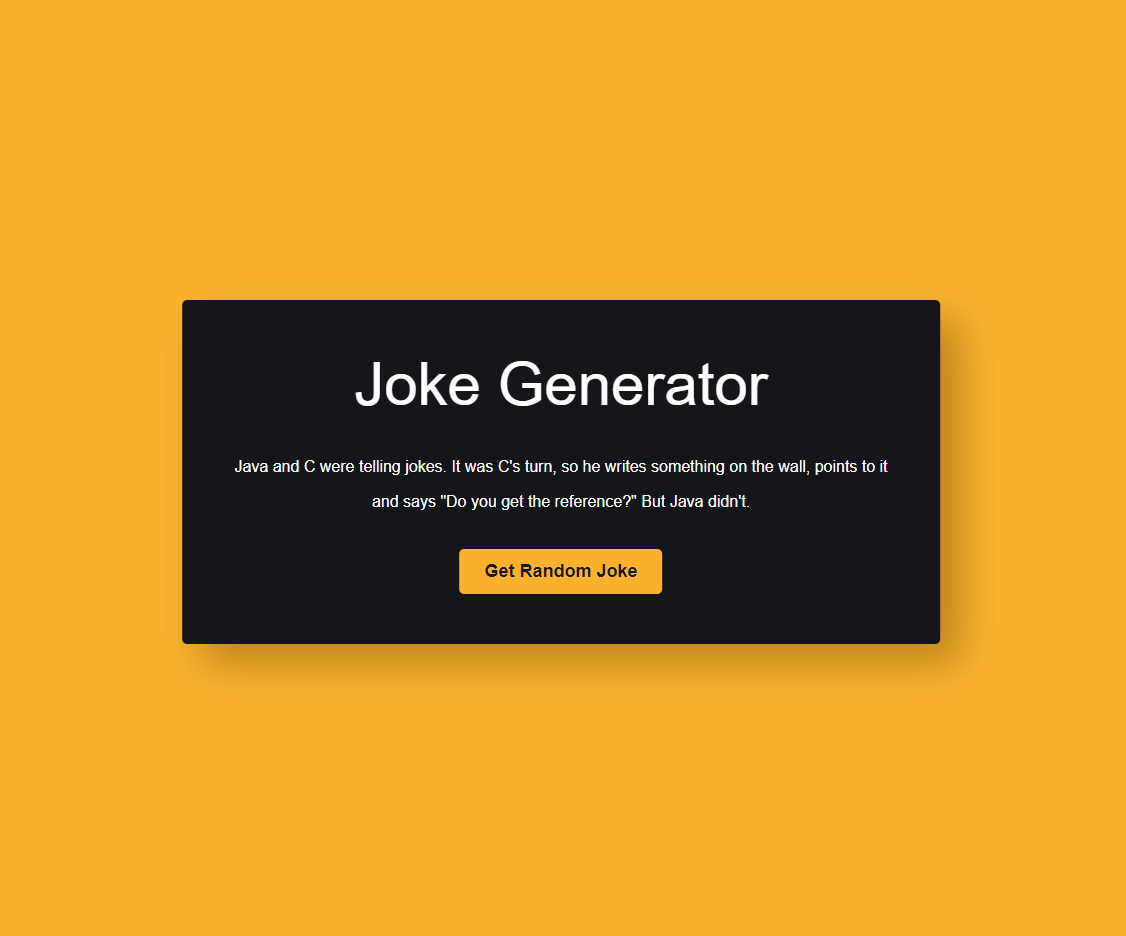 Joke Generator
Java and C were telling jokes. It was C's turn, so he writes something on the wall, points to it
and says "Do you get the reference?" But Java didn't.
Get Random Joke